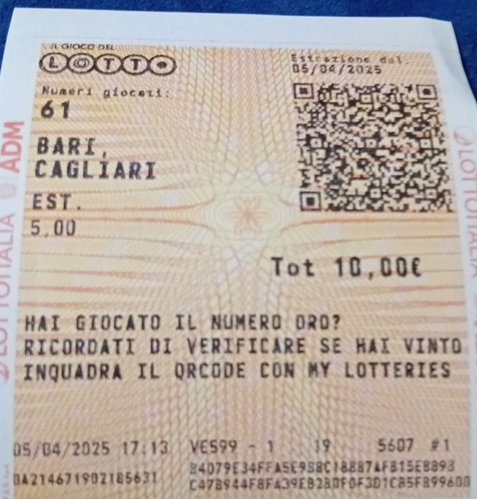 IL GIOCO DEL
LOTTO
Estrazione del
05/04/2025
Numeri giocati:
61
BARI,
CAGLIARI
EST.
5,00
Tot 10,00€
HAI GIOCATO IL NUMERO ORO?
RICORDATI DI VERIFICARE SE HAI VINTO
INQUADRA IL QRCODE CON MY LOTTERIES
05/04/2025 17:13 VE599 - 1 19 5607 #1
0A214671902185631
LOTTOITALIA ADM
LOTTOITALIA